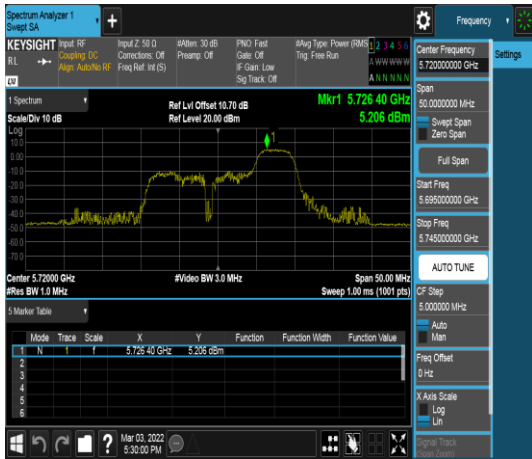 Spectrum Analyzer 1
Swept SA
+
Frequency
KEYSIGHT
RL
LXI
Input: RF
Coupling: DC
Align: Auto/No RF
Input Z: 50 Ω
Corrections: Off
Freq Ref: Int (S)
#Atten: 30 dB
Preamp: Off
PNO: Fast
Gate: Off
IF Gain: Low
Sig Track: Off
#Avg Type: Power (RMS
Trig: Free Run
1 2 3 4 5 6
A W W W W W
A N N N N N
1 Spectrum
Scale/Div 10 dB
Ref Lvl Offset 10.70 dB
Ref Level 20.00 dBm
Mkr1 5.726 40 GHz
5.206 dBm
Log
10.0
0.00
-10.0
-20.0
-30.0
-40.0
-50.0
-60.0
-70.0
1
Center 5.72000 GHz
#Res BW 1.0 MHz
#Video BW 3.0 MHz
Span 50.00 MHz
Sweep 1.00 ms (1001 pts)
5 Marker Table
Mode Trace Scale X Y Function Function Width Function Value
1 N 1 f 5.726 40 GHz 5.206 dBm
2
3
4
5
6
Mar 03, 2022
5:30:00 PM
Center Frequency
5.720000000 GHz
Span
50.0000000 MHz
Swept Span
Zero Span
Full Span
Start Freq
5.695000000 GHz
Stop Freq
5.745000000 GHz
AUTO TUNE
CF Step
5.000000 MHz
Auto
Man
Freq Offset
0 Hz
X Axis Scale
Log
Lin
Signal Track
(Span Zoom)
Settings